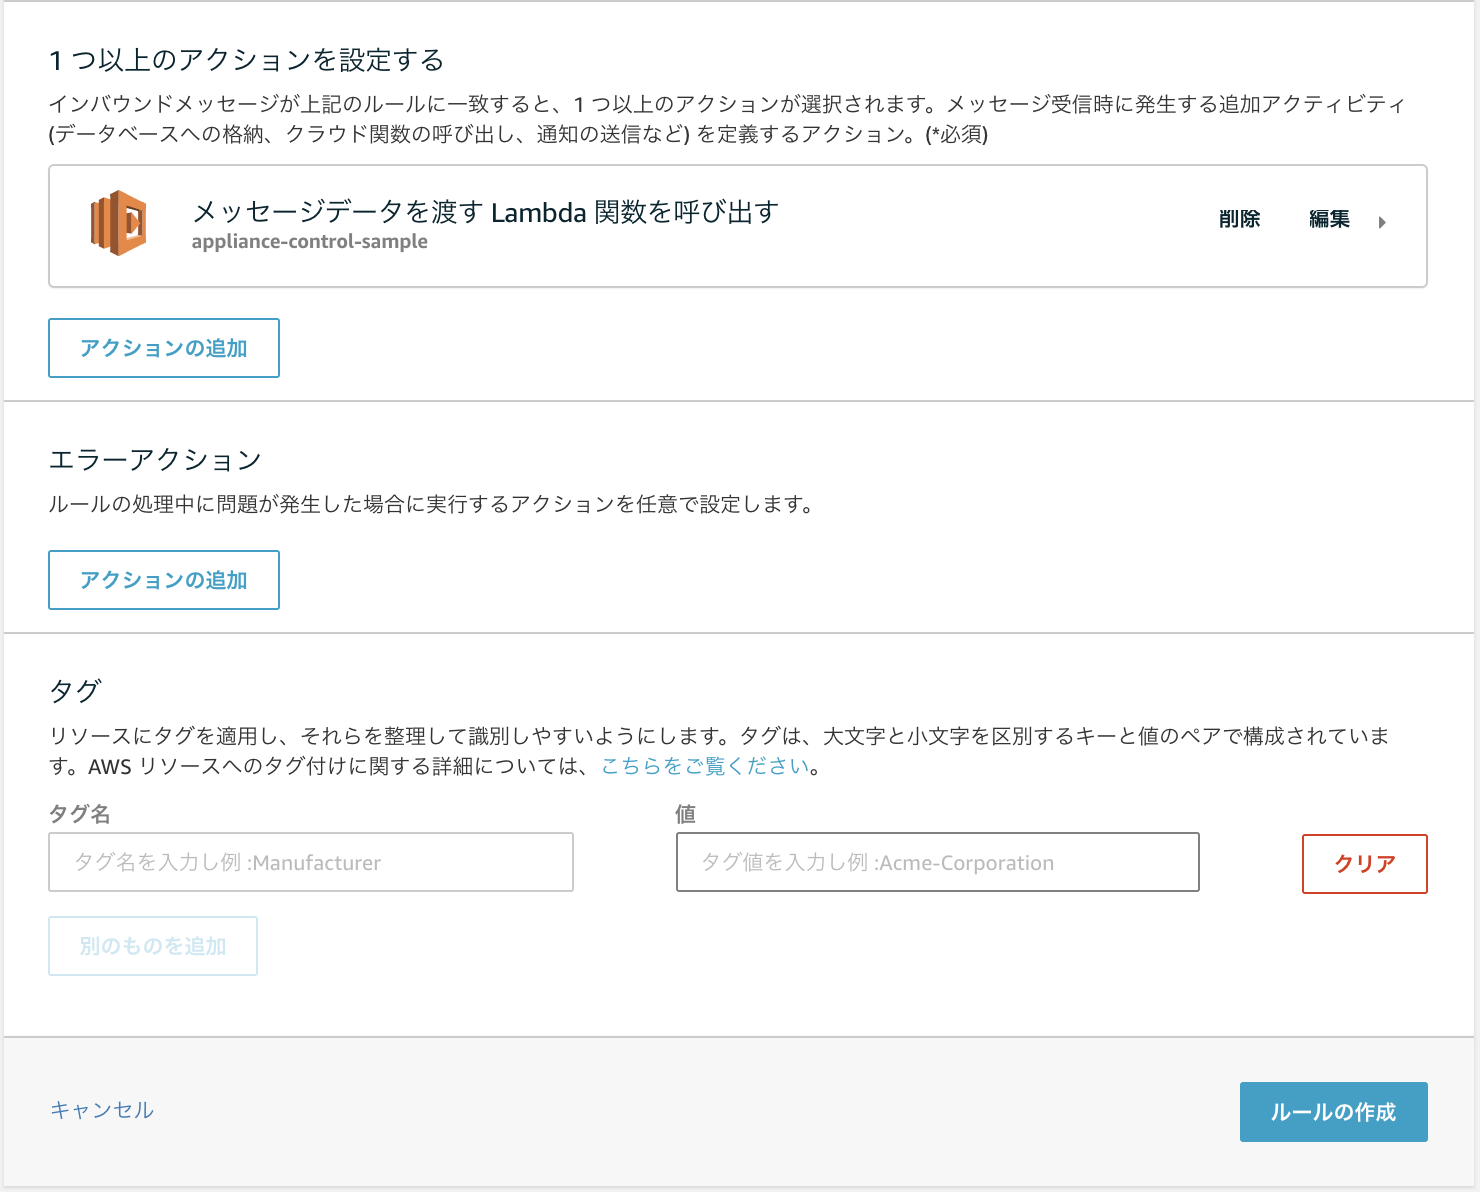 1 つ以上のアクションを設定する
インバウンドメッセージが上記のルールに一致すると、1 つ以上のアクションが選択されます。メッセージ受信時に発生する追加アクティビティ
(データベースへの格納、クラウド関数の呼び出し、通知の送信など) を定義するアクション。(*必須)
メッセージデータを渡す Lambda 関数を呼び出す
appliance-control-sample
削除 編集
アクションの追加
エラーアクション
ルールの処理中に問題が発生した場合に実行するアクションを任意で設定します。
アクションの追加
タグ
リソースにタグを適用し、それらを整理して識別しやすいようにします。タグは、大文字と小文字を区別するキーと値のペアで構成されていま
す。AWS リソースへのタグ付けに関する詳細については、こちらをご覧ください。
タグ名 値
タグ名を入力し例 :Manufacturer タグ値を入力し例 :Acme-Corporation クリア
別のものを追加
キャンセル ルールの作成